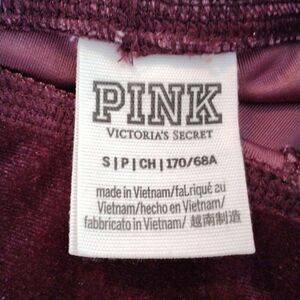 PINK
VICTORIA'S SECRET
S | P | CH | 170/68A
made in Vietnam/faLriqué au
Vietnam/hecho en Vietnam/
fabbricato in Vietnam/ 越南制造